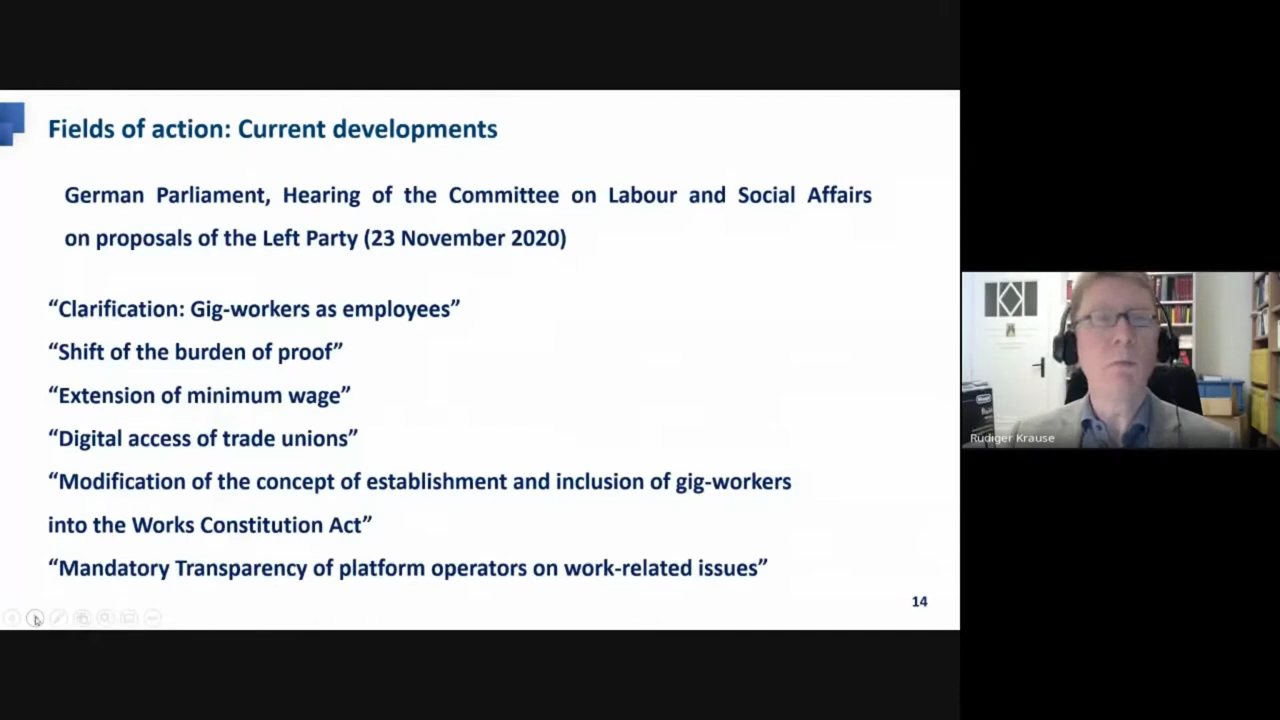 Fields of action: Current developments
German Parliament, Hearing of the Committee on Labour and Social Affairs
on proposals of the Left Party (23 November 2020)
“Clarification: Gig-workers as employees”
“Shift of the burden of proof”
“Extension of minimum wage”
“Digital access of trade unions”
“Modification of the concept of establishment and inclusion of gig-workers
into the Works Constitution Act”
“Mandatory Transparency of platform operators on work-related issues”
14
Rüdiger Krause